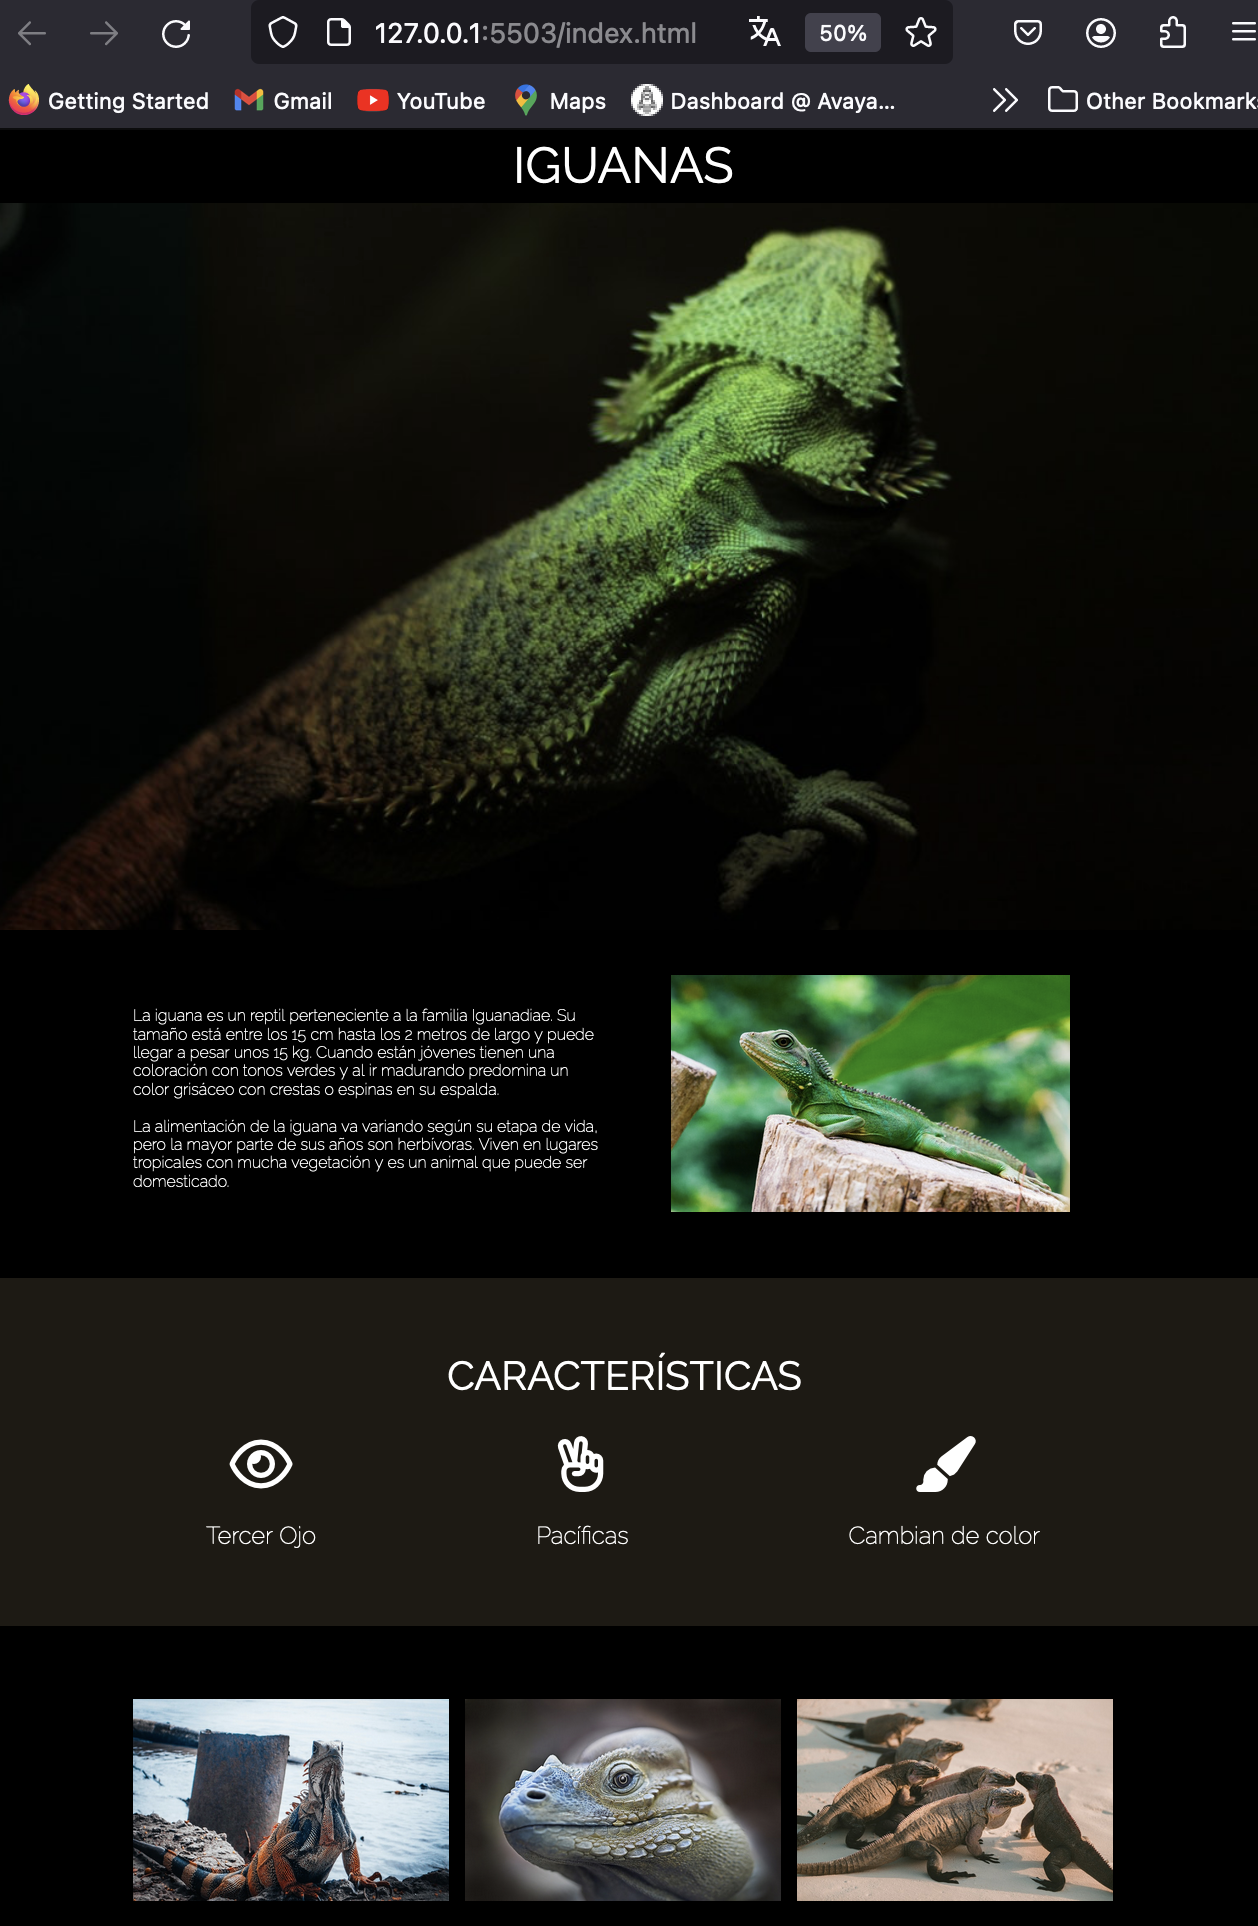 127.0.0.1:5503/index.html 50%
Getting Started Gmail YouTube Maps Dashboard @ Avaya... Other Bookmarks
IGUANAS
La iguana es un reptil perteneciente a la familia Iguanadiae. Su
tamaño está entre los 15 cm hasta los 2 metros de largo y puede
llegar a pesar unos 15 kg. Cuando están jóvenes tienen una
coloración con tonos verdes y al ir madurando predomina un
color grisáceo con crestas o espinas en su espalda.
La alimentación de la iguana va variando según su etapa de vida,
pero la mayor parte de sus años son herbívoras. Viven en lugares
tropicales con mucha vegetación y es un animal que puede ser
domesticado.
CARACTERÍSTICAS
Tercer Ojo Pacíficas Cambian de color